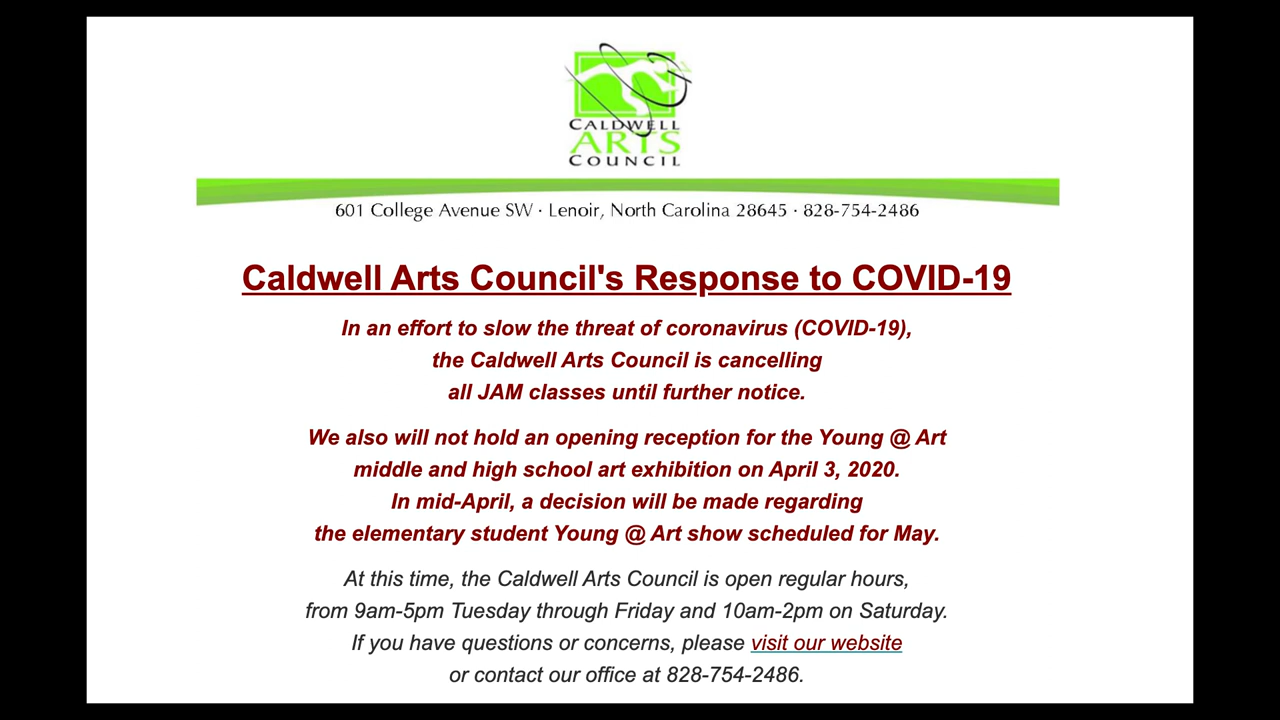 CALDWELL
ARTS
COUNCIL
601 College Avenue SW · Lenoir, North Carolina 28645 · 828-754-2486
Caldwell Arts Council's Response to COVID-19
In an effort to slow the threat of coronavirus (COVID-19),
the Caldwell Arts Council is cancelling
all JAM classes until further notice.
We also will not hold an opening reception for the Young @ Art
middle and high school art exhibition on April 3, 2020.
In mid-April, a decision will be made regarding
the elementary student Young @ Art show scheduled for May.
At this time, the Caldwell Arts Council is open regular hours,
from 9am-5pm Tuesday through Friday and 10am-2pm on Saturday.
If you have questions or concerns, please visit our website
or contact our office at 828-754-2486.